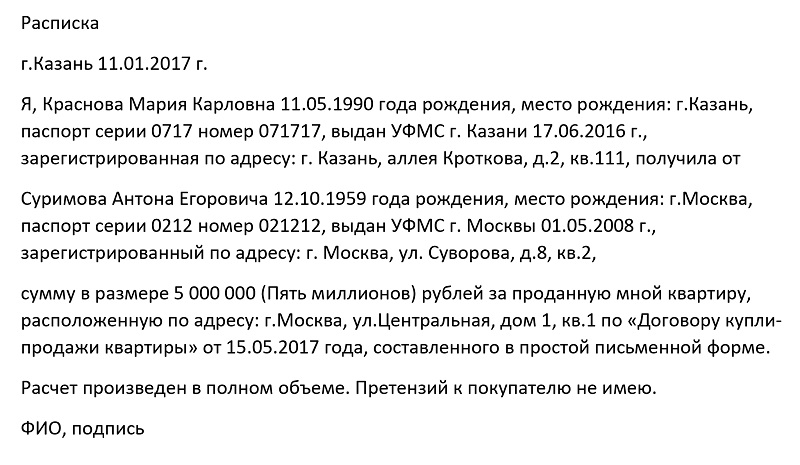 Расписка
г.Казань 11.01.2017 г.
Я, Краснова Мария Карловна 11.05.1990 года рождения, место рождения: г.Казань,
паспорт серии 0717 номер 071717, выдан УФМС г. Казани 17.06.2016 г.,
зарегистрированная по адресу: г. Казань, аллея Кроткова, д.2, кв.111, получила от
Суримова Антона Егоровича 12.10.1959 года рождения, место рождения: г.Москва,
паспорт серии 0212 номер 021212, выдан УФМС г. Москвы 01.05.2008 г.,
зарегистрированный по адресу: г. Москва, ул. Суворова, д.8, кв.2,
сумму в размере 5 000 000 (Пять миллионов) рублей за проданную мной квартиру,
расположенную по адресу: г.Москва, ул.Центральная, дом 1, кв.1 по «Договору купли-
продажи квартиры» от 15.05.2017 года, составленного в простой письменной форме.
Расчет произведен в полном объеме. Претензий к покупателю не имею.
ФИО, подпись